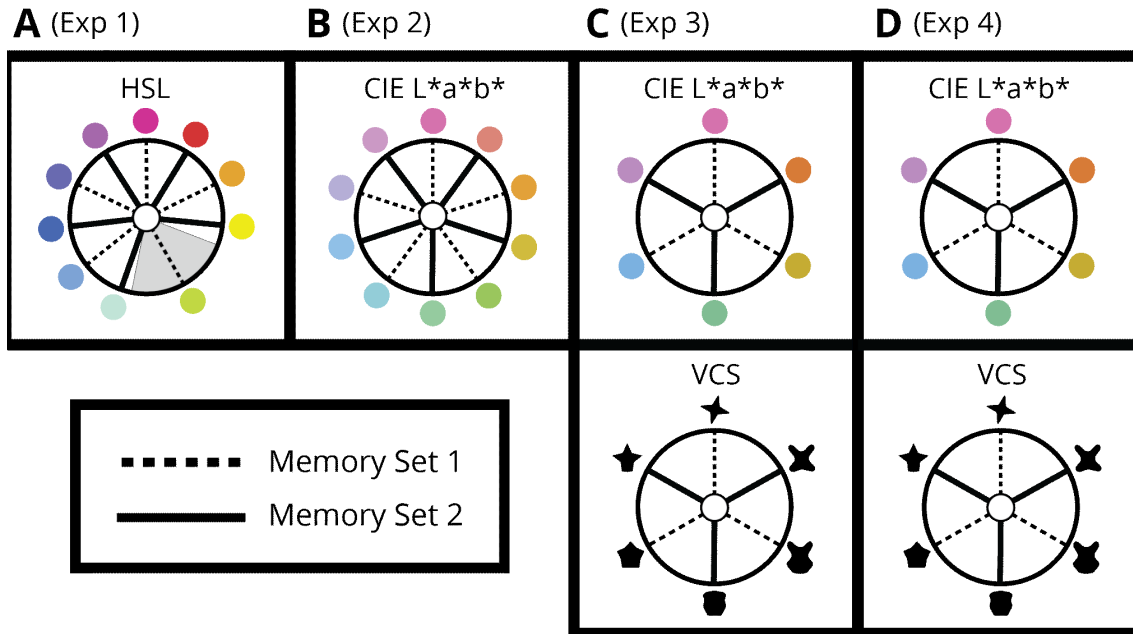 A (Exp 1)
B (Exp 2)
C (Exp 3)
D (Exp 4)
HSL
CIE L*a*b*
CIE L*a*b*
CIE L*a*b*
VCS
VCS
Memory Set 1
Memory Set 2